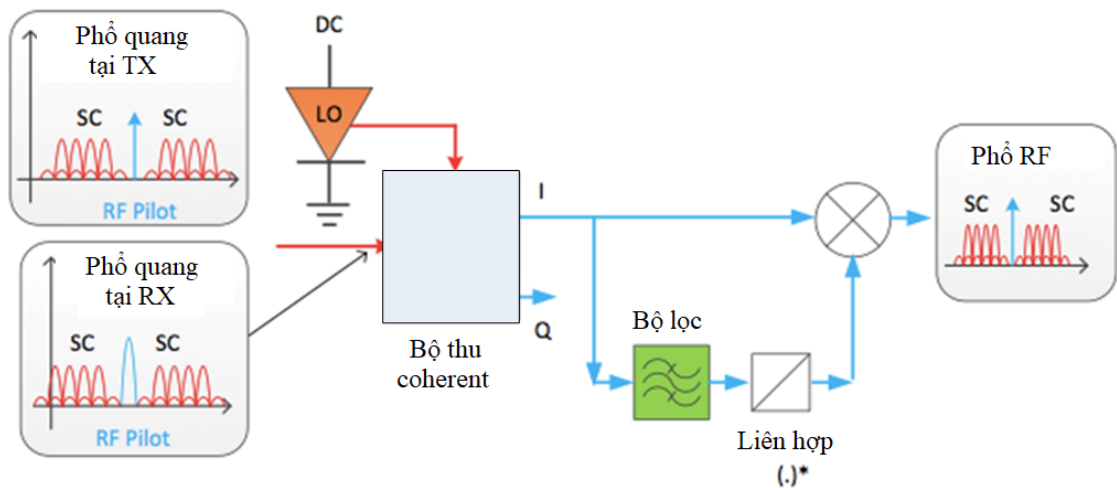 Phổ quang
tại TX
SC
SC
RF Pilot
DC
LO
Phổ quang
tại RX
SC
SC
RF Pilot
Bộ thu
coherent
I
Q
Bộ lọc
Liên hợp
(.)*
Phổ RF
SC
SC